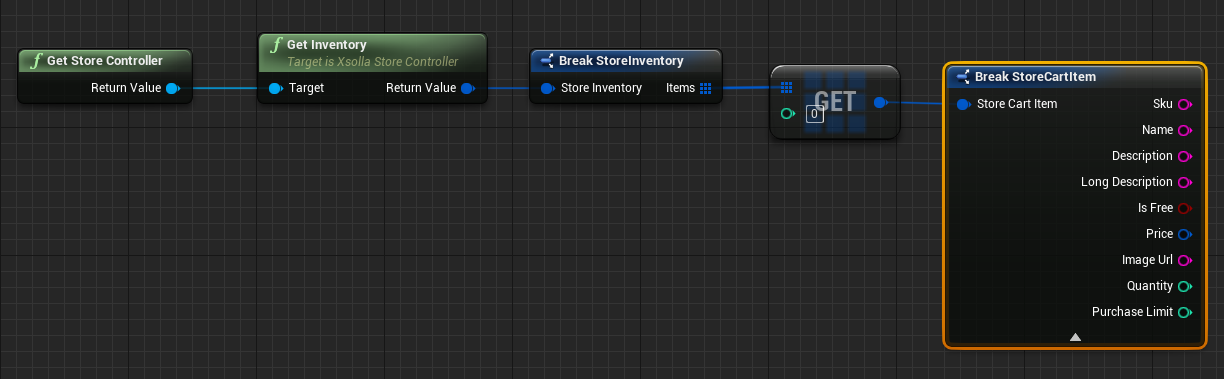 Get Store Controller
Return Value
Get Inventory
Target is Xsolla Store Controller
Target
Return Value
Break StoreInventory
Store Inventory
Items
GET
0
Break StoreCartItem
Store Cart Item
Sku
Name
Description
Long Description
Is Free
Price
Image Url
Quantity
Purchase Limit